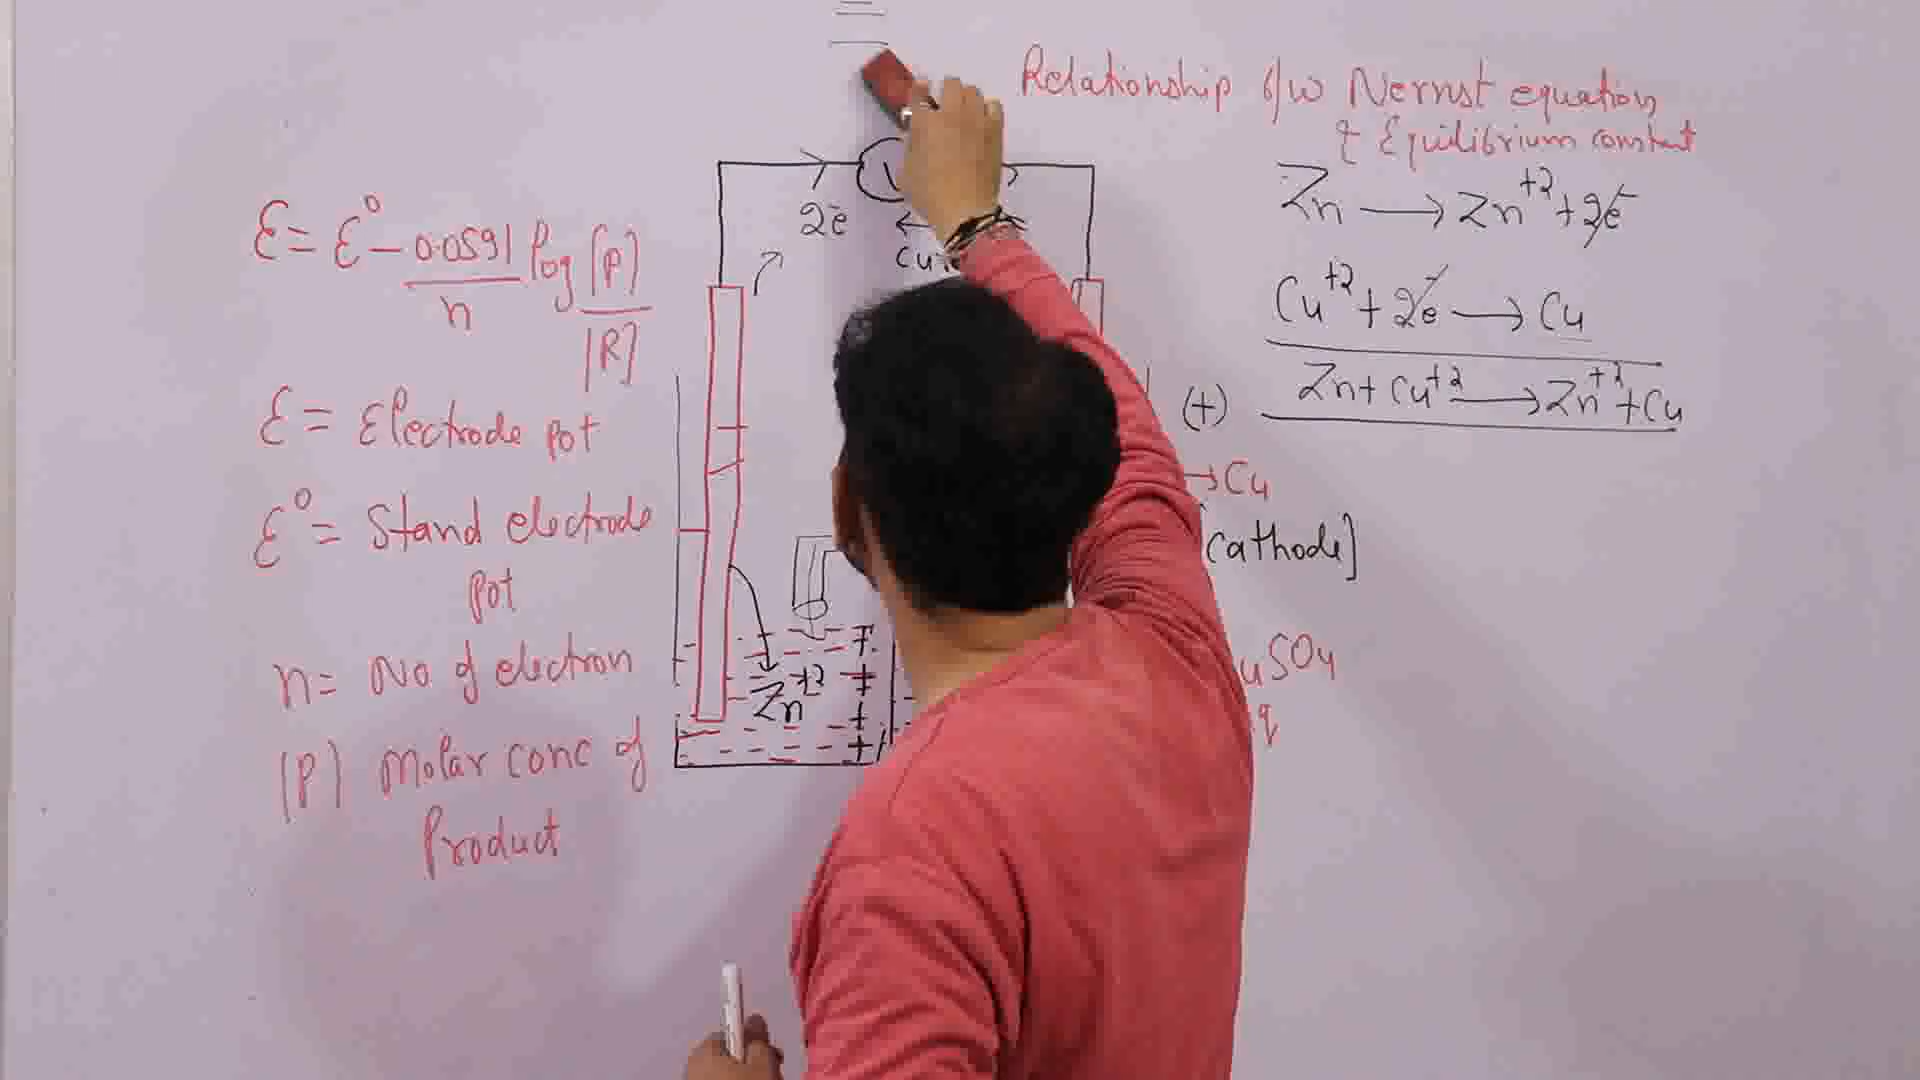 Relationship b/w Nernst equation
& Equilibrium constant
Zn → Zn+2 + 2e-
Cu+2 + 2e- → Cu
Zn + Cu+2 → Zn+2 + Cu
E = E0 - 0.0591/n log [P]/[R]
E = Electrode pot
E0 = Stand electrode
pot
n = No of electron
[P] Molar conc of
Product
2e-
Zn+2
(+)
→ Cu
[Cathode]